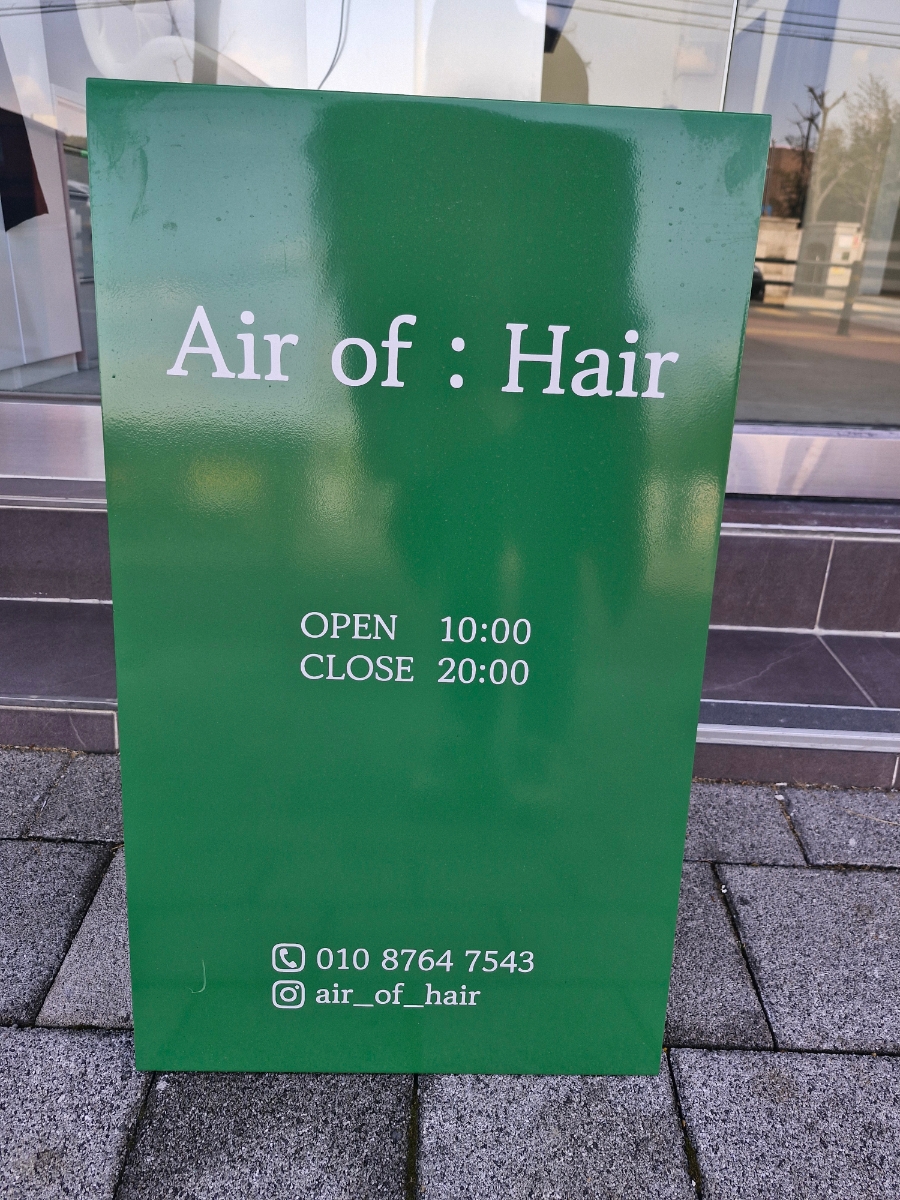 Air of : Hair
OPEN 10:00
CLOSE 20:00
010 8764 7543
air_of_hair